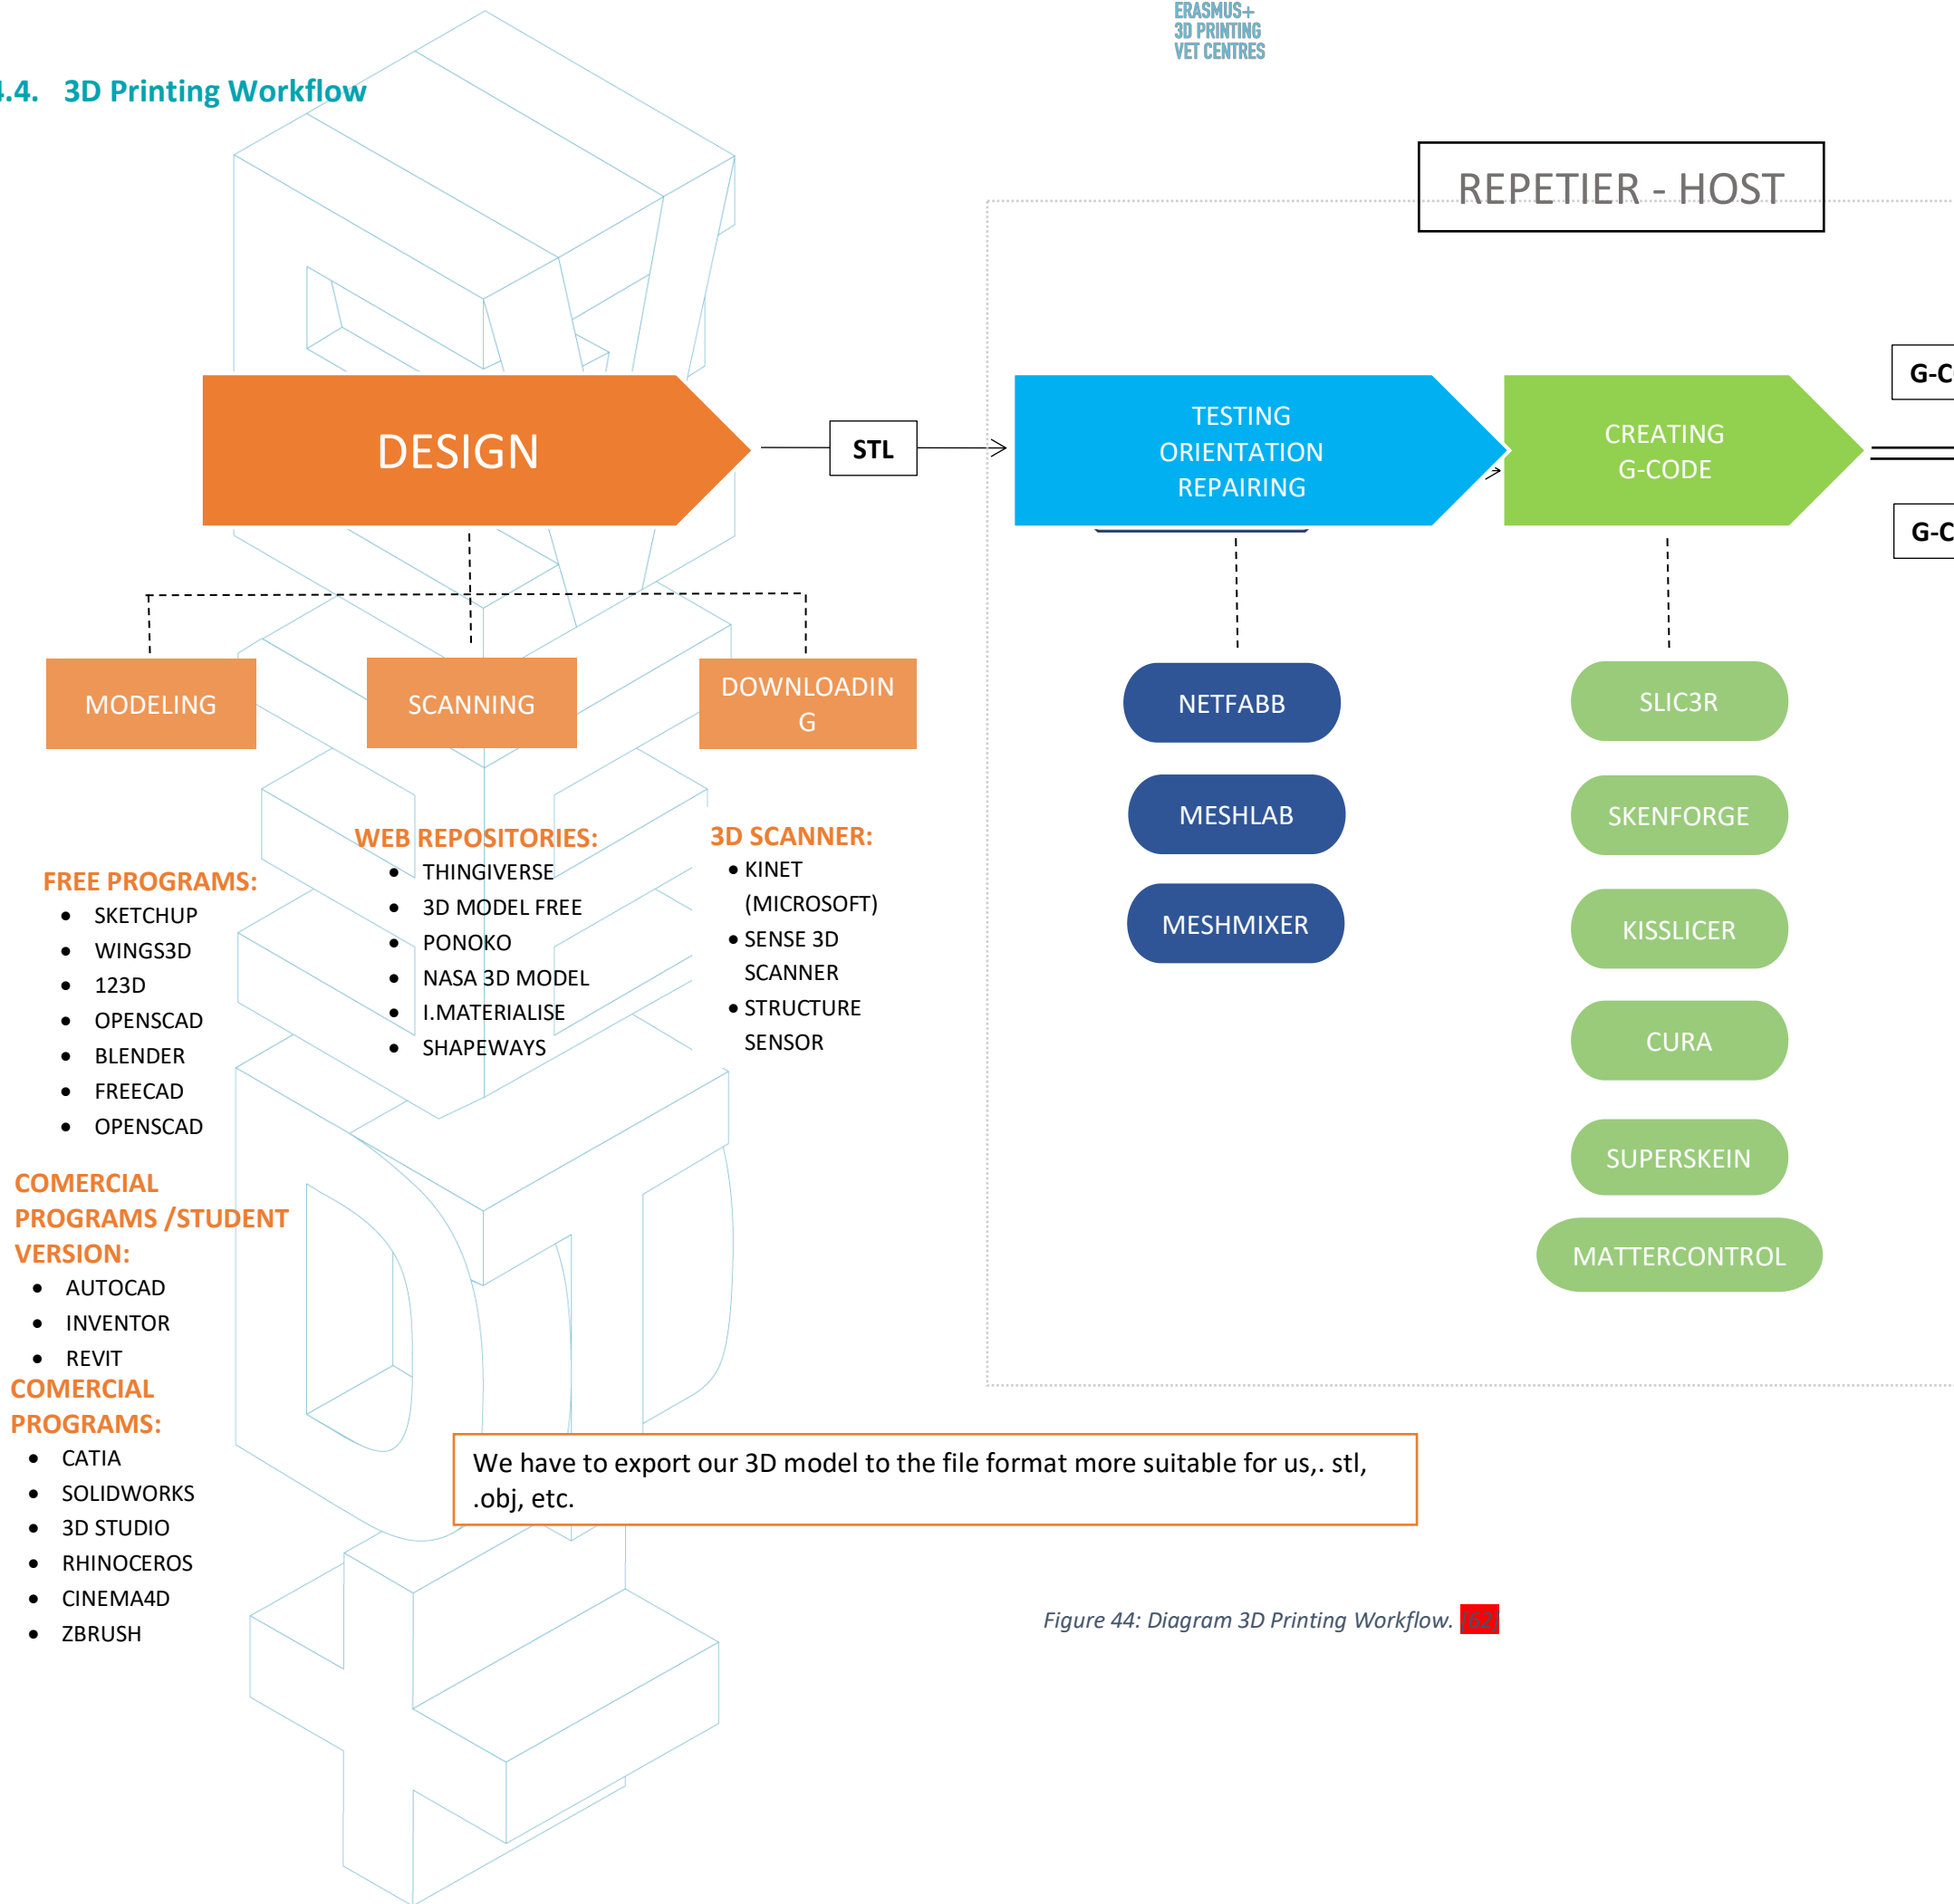 ERASMUS+
3D PRINTING
VET CENTRES
4.4. 3D Printing Workflow
REPETIER - HOST
DESIGN
STL
TESTING
ORIENTATION
REPAIRING
CREATING
G-CODE
G-C
G-C
MODELING
SCANNING
DOWNLOADIN
G
NETFABB
MESHLAB
MESHMIXER
SLIC3R
SKENFORGE
KISSLICER
CURA
SUPERSKEIN
MATTERCONTROL
FREE PROGRAMS:
• SKETCHUP
• WINGS3D
• 123D
• OPENSCAD
• BLENDER
• FREECAD
• OPENSCAD
WEB REPOSITORIES:
• THINGIVERSE
• 3D MODEL FREE
• PONOKO
• NASA 3D MODEL
• I.MATERIALISE
• SHAPEWAYS
3D SCANNER:
• KINET
(MICROSOFT)
• SENSE 3D
SCANNER
• STRUCTURE
SENSOR
COMERCIAL
PROGRAMS /STUDENT
VERSION:
• AUTOCAD
• INVENTOR
• REVIT
COMERCIAL
PROGRAMS:
• CATIA
• SOLIDWORKS
• 3D STUDIO
• RHINOCEROS
• CINEMA4D
• ZBRUSH
We have to export our 3D model to the file format more suitable for us,. stl,
.obj, etc.
Figure 44: Diagram 3D Printing Workflow. [62]